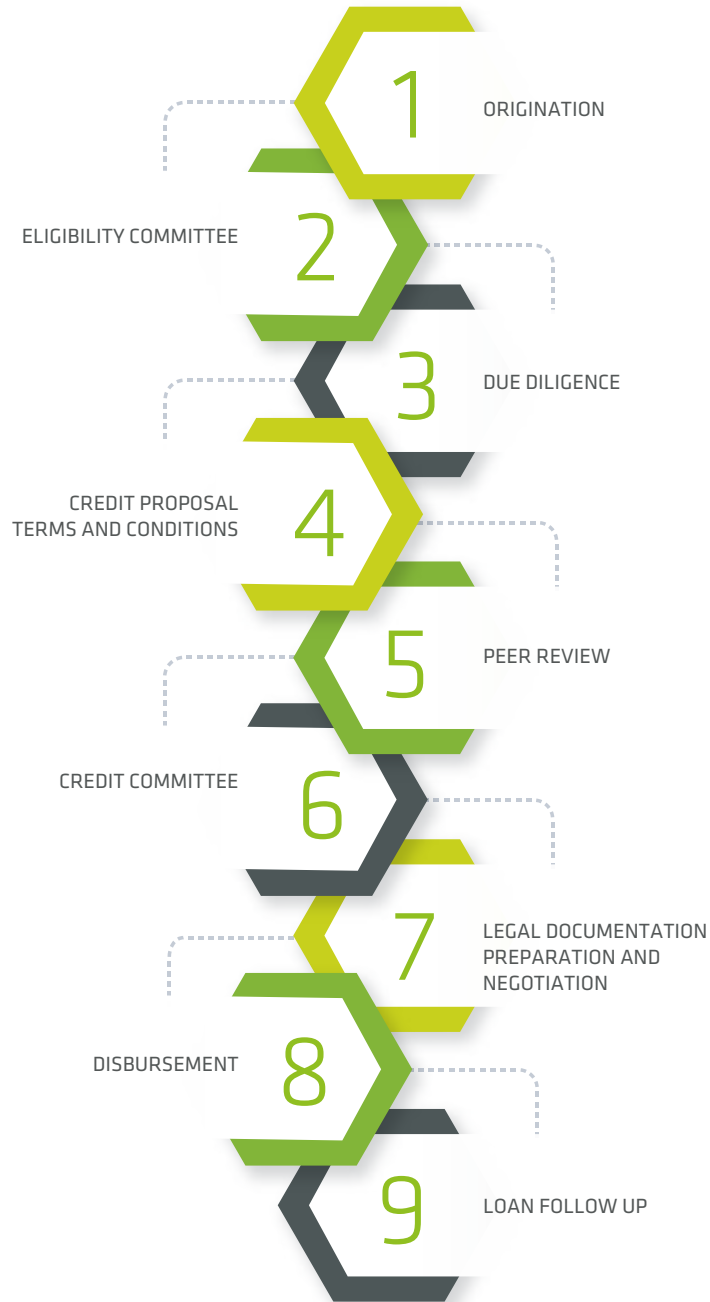 1
ORIGINATION
ELIGIBILITY COMMITTEE
2
3
DUE DILIGENCE
CREDIT PROPOSAL
TERMS AND CONDITIONS
4
5
PEER REVIEW
CREDIT COMMITTEE
6
7
LEGAL DOCUMENTATION
PREPARATION AND
NEGOTIATION
DISBURSEMENT
8
9
LOAN FOLLOW UP